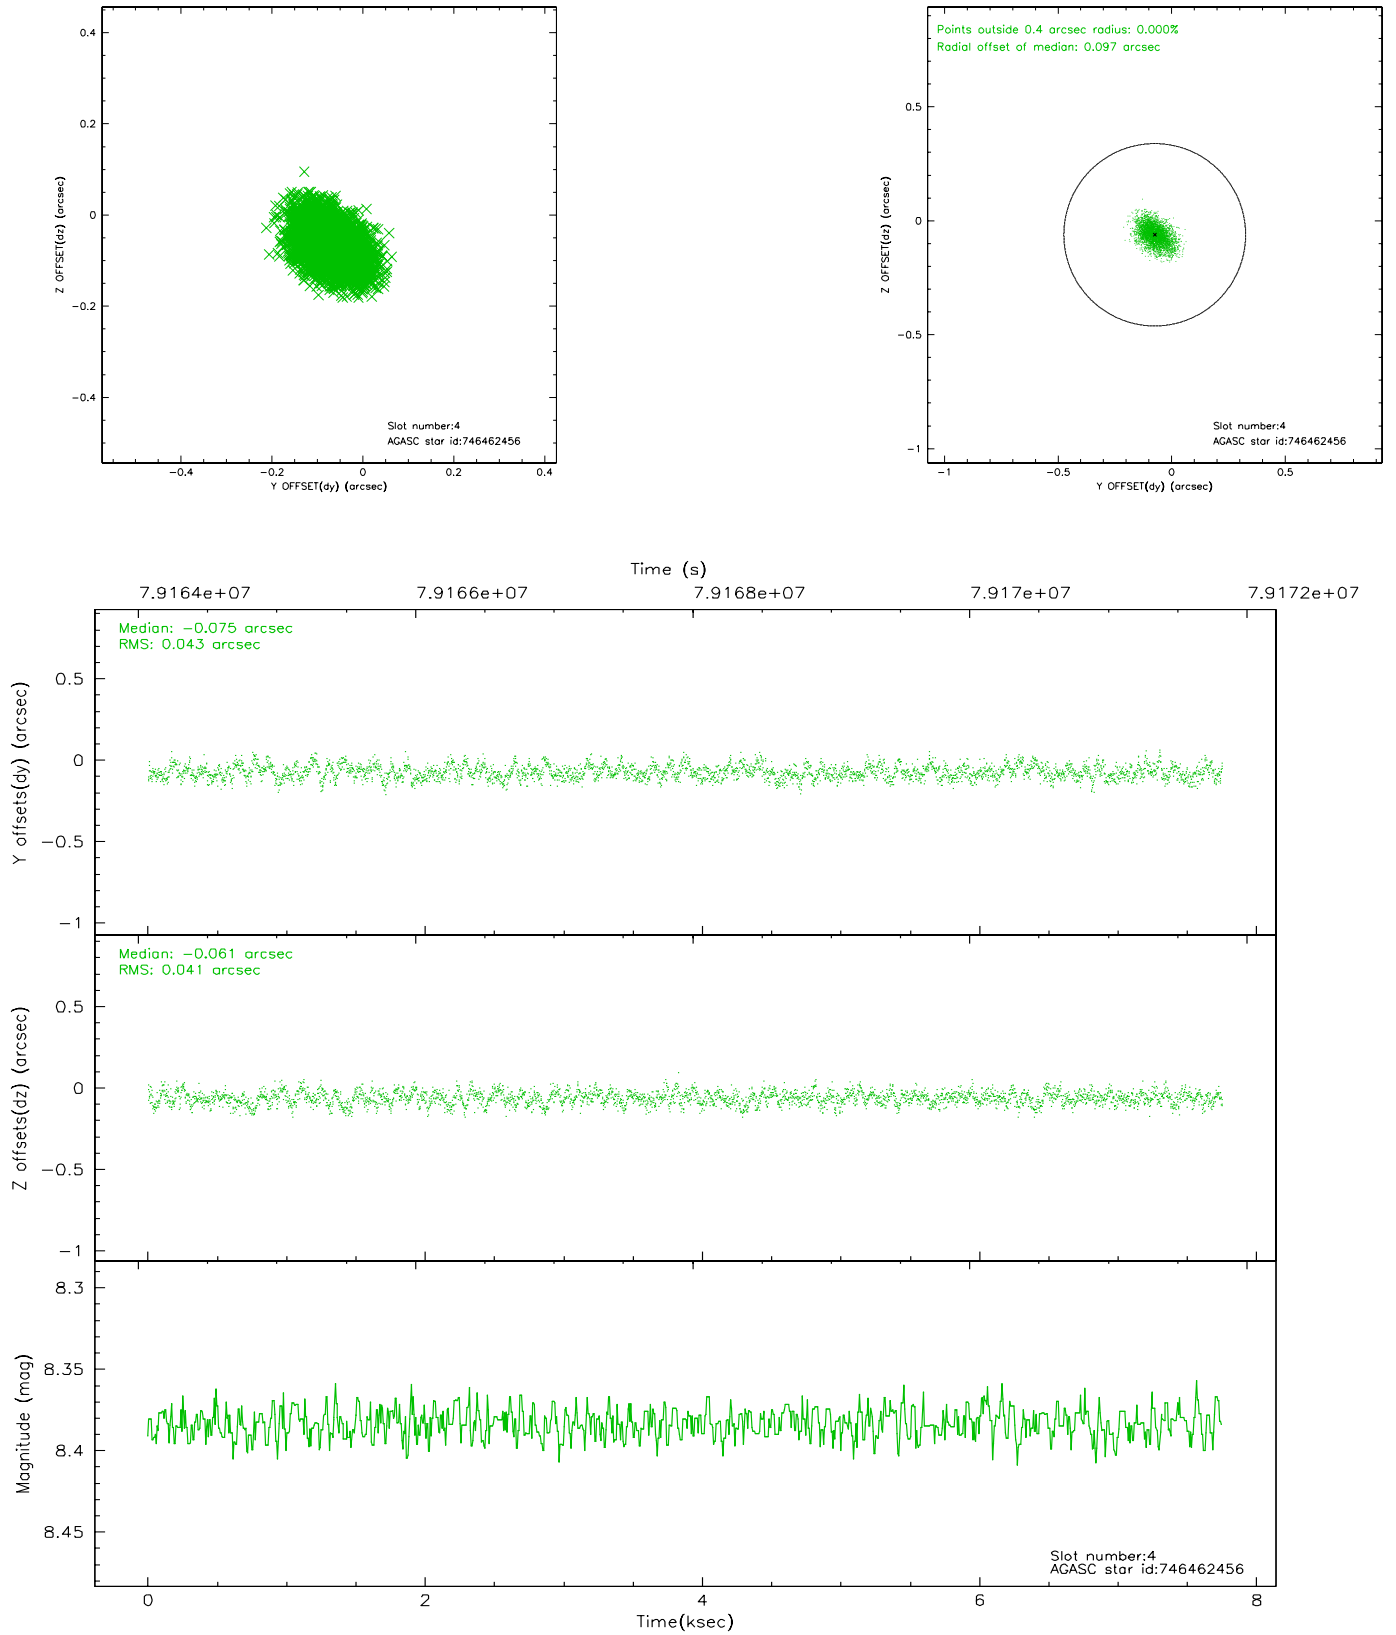 0.4
0.2
0
−0.2
−0.4
Z OFFSET(dz) (arcsec)
Slot number:4
AGASC star id:746462456
−0.4 −0.2 0 0.2 0.4
Y OFFSET(dy) (arcsec)
Points outside 0.4 arcsec radius: 0.000%
Radial offset of median: 0.097 arcsec
0.5
0
−0.5
−1
Z OFFSET(dz) (arcsec)
Slot number:4
AGASC star id:746462456
−1 −0.5 0 0.5
Y OFFSET(dy) (arcsec)
Time (s)
7.9164e+07 7.9166e+07 7.9168e+07 7.917e+07 7.9172e+07
Median: −0.075 arcsec
RMS: 0.043 arcsec
0.5
0
−0.5
−1
Y offsets(dy) (arcsec)
Median: −0.061 arcsec
RMS: 0.041 arcsec
0.5
0
−0.5
−1
Z offsets(dz) (arcsec)
8.3
8.35
8.4
8.45
Magnitude (mag)
Slot number:4
AGASC star id:746462456
0 2 4 6 8
Time(ksec)